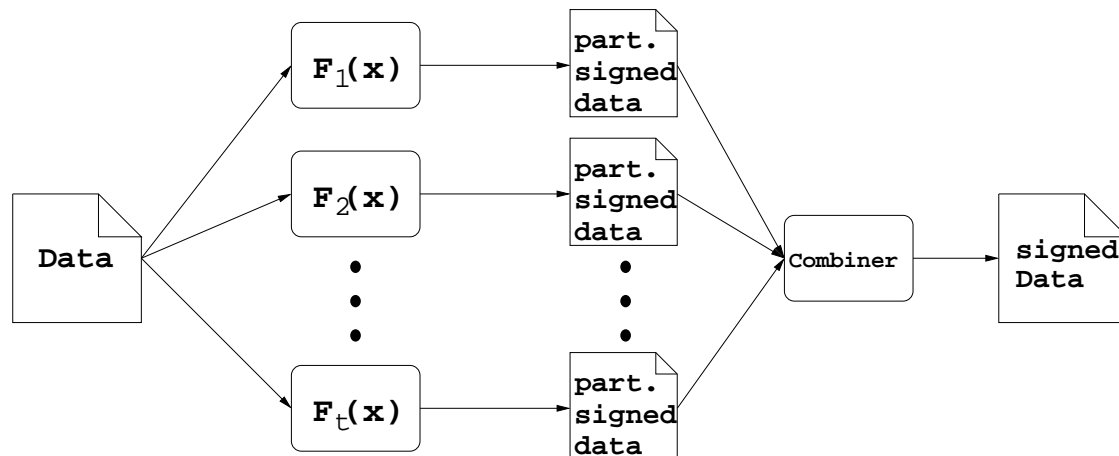 Data
F1(x)
F2(x)
Ft(x)
part.
signed
data
part.
signed
data
part.
signed
data
Combiner
signed
Data